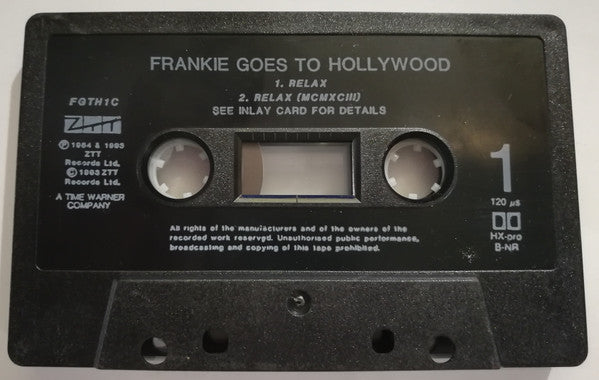 FRANKIE GOES TO HOLLYWOOD
1. RELAX
2. RELAX (MCMXCIII)
SEE INLAY CARD FOR DETAILS
FGTH1C
ZTT
℗ 1984 & 1993
ZTT
Records Ltd.
© 1993 ZTT
Records Ltd.
A TIME WARNER
COMPANY
1
120 µs
HX-pro
B-NR
All rights of the manufacturers and of the owners of the
recorded work reserved. Unauthorised public performance,
broadcasting and copying of this tape prohibited.